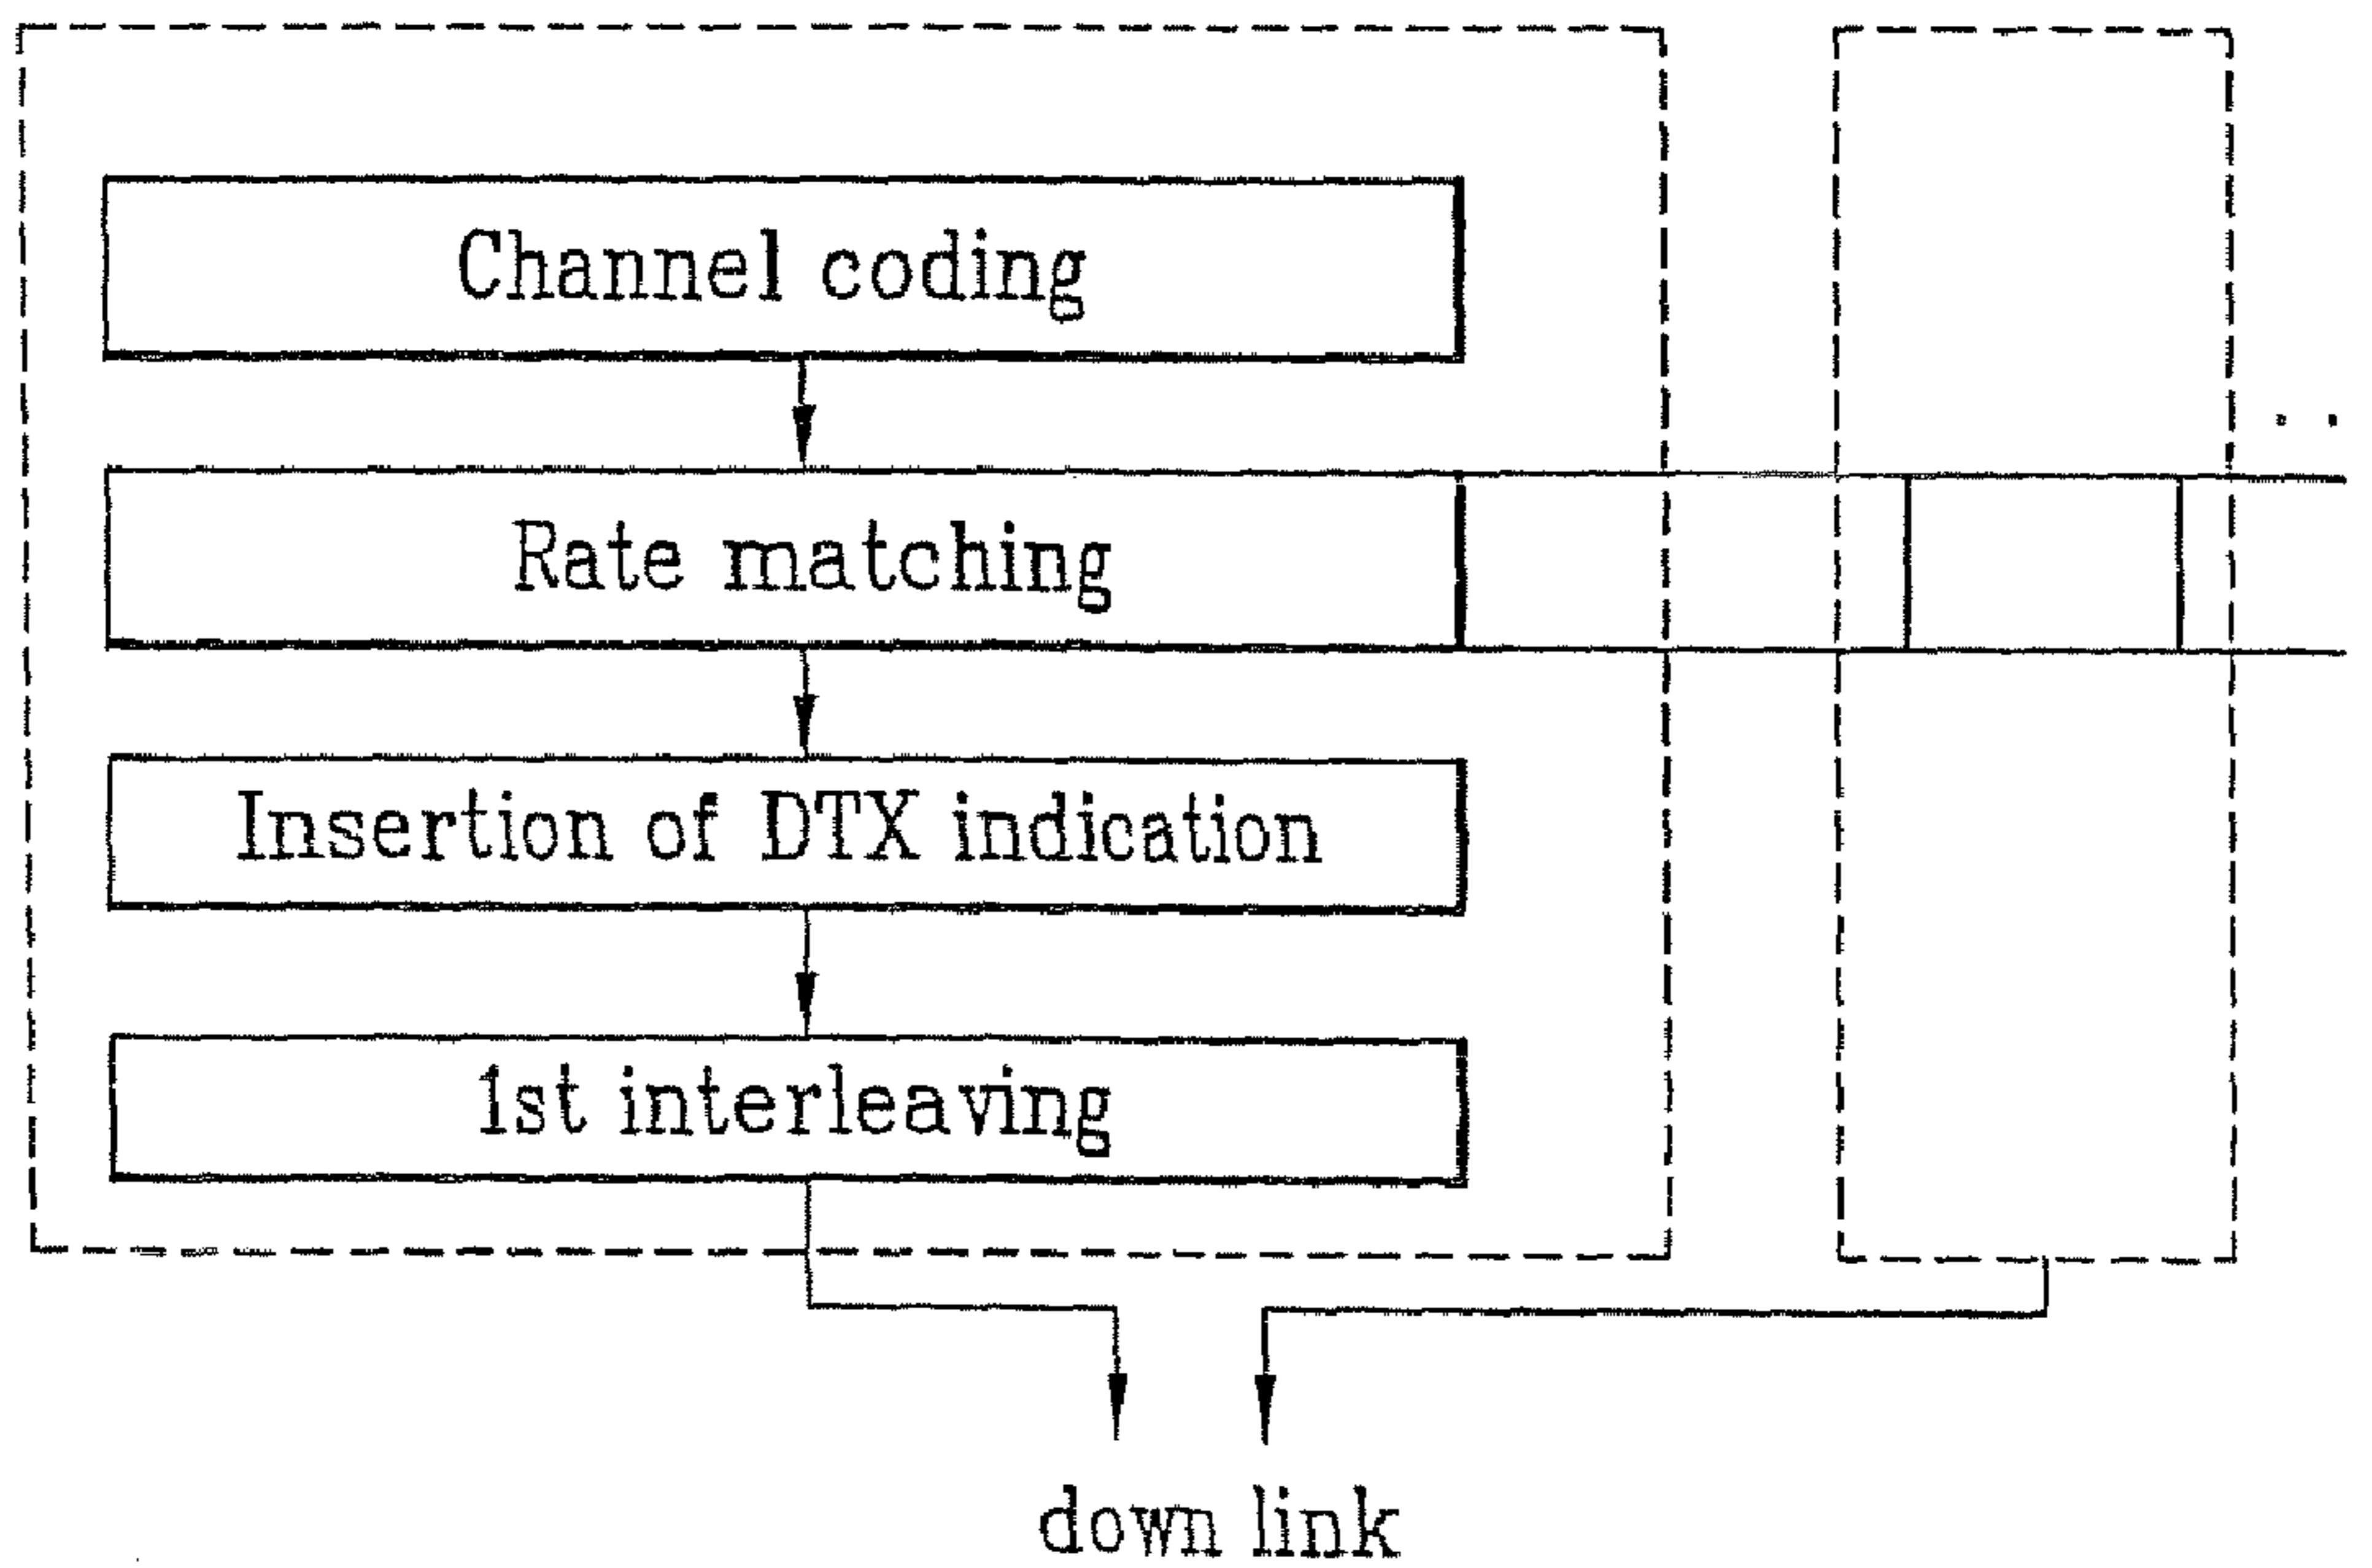 Channel coding
Rate matching
Insertion of DTX indication
1st interleaving
down link